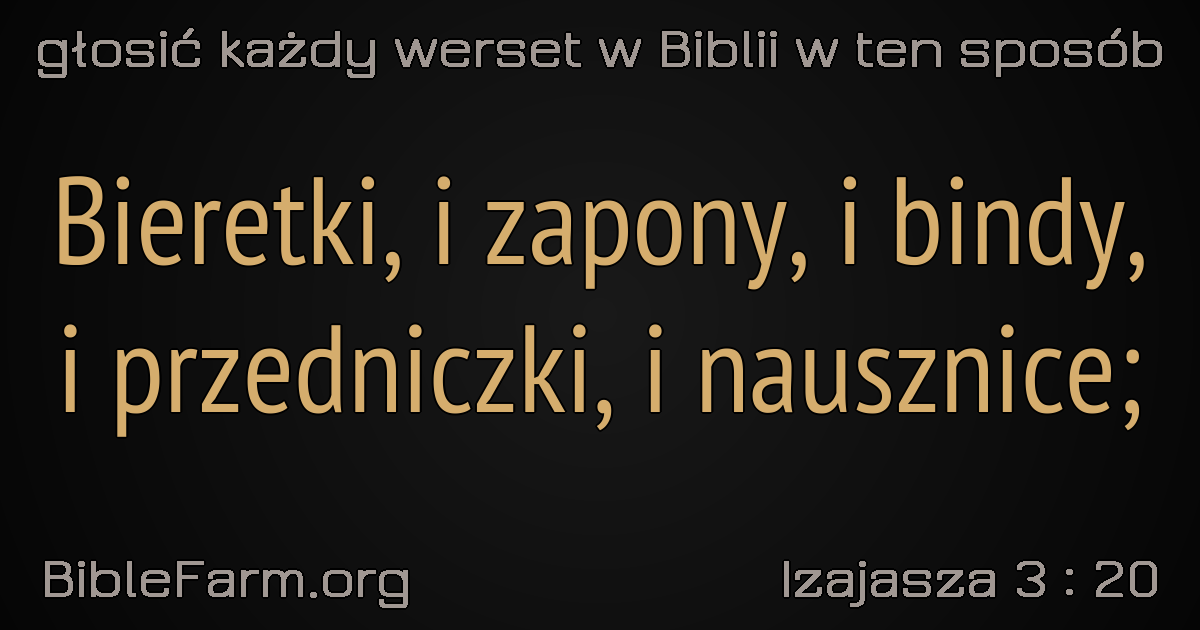 głosić każdy werset w Biblii w ten sposób
Bieretki, i zapony, i bindy,
i przedniczki, i nausznice;
BibleFarm.org
Izajasza 3 : 20